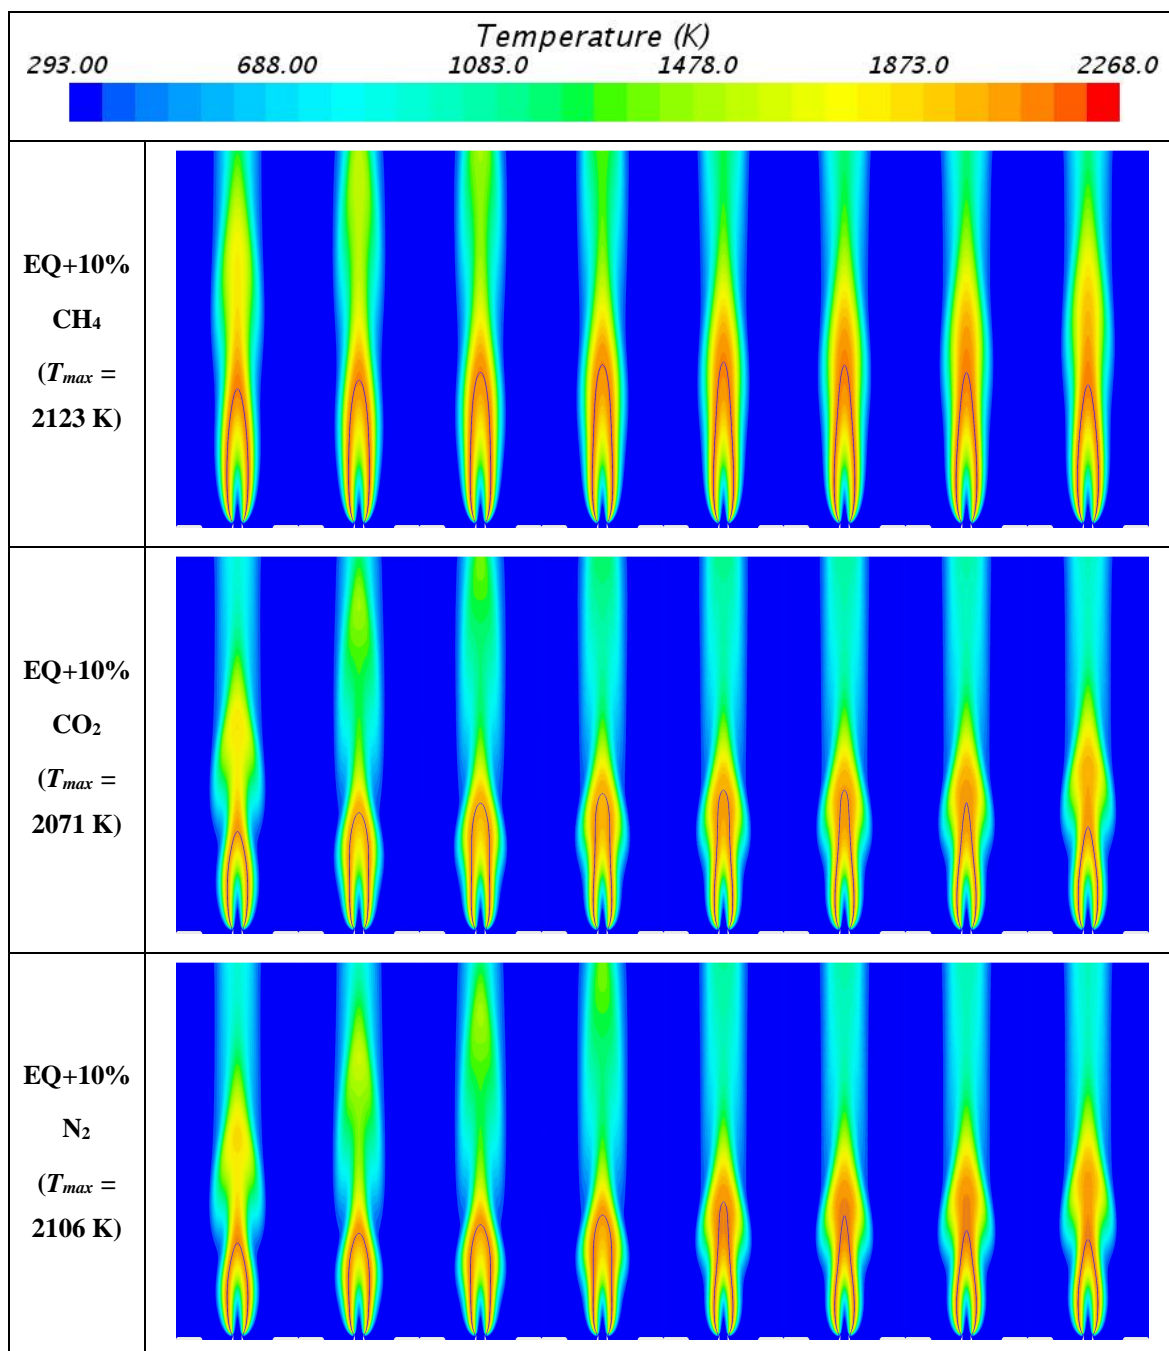 Temperature (K)
293.00 688.00 1083.0 1478.0 1873.0 2268.0
EQ+10%
CH₄
(Tmax =
2123 K)
EQ+10%
CO₂
(Tmax =
2071 K)
EQ+10%
N₂
(Tmax =
2106 K)